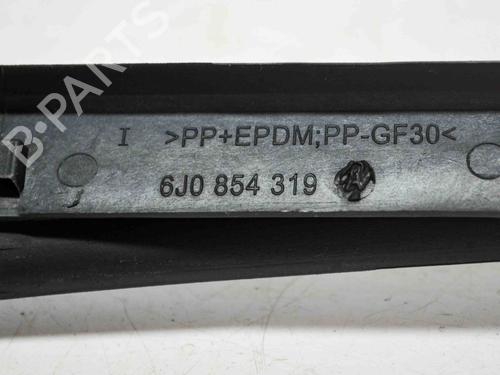 B-PARTS
I >PP+EPDM;PP-GF30<
6J0 854 319